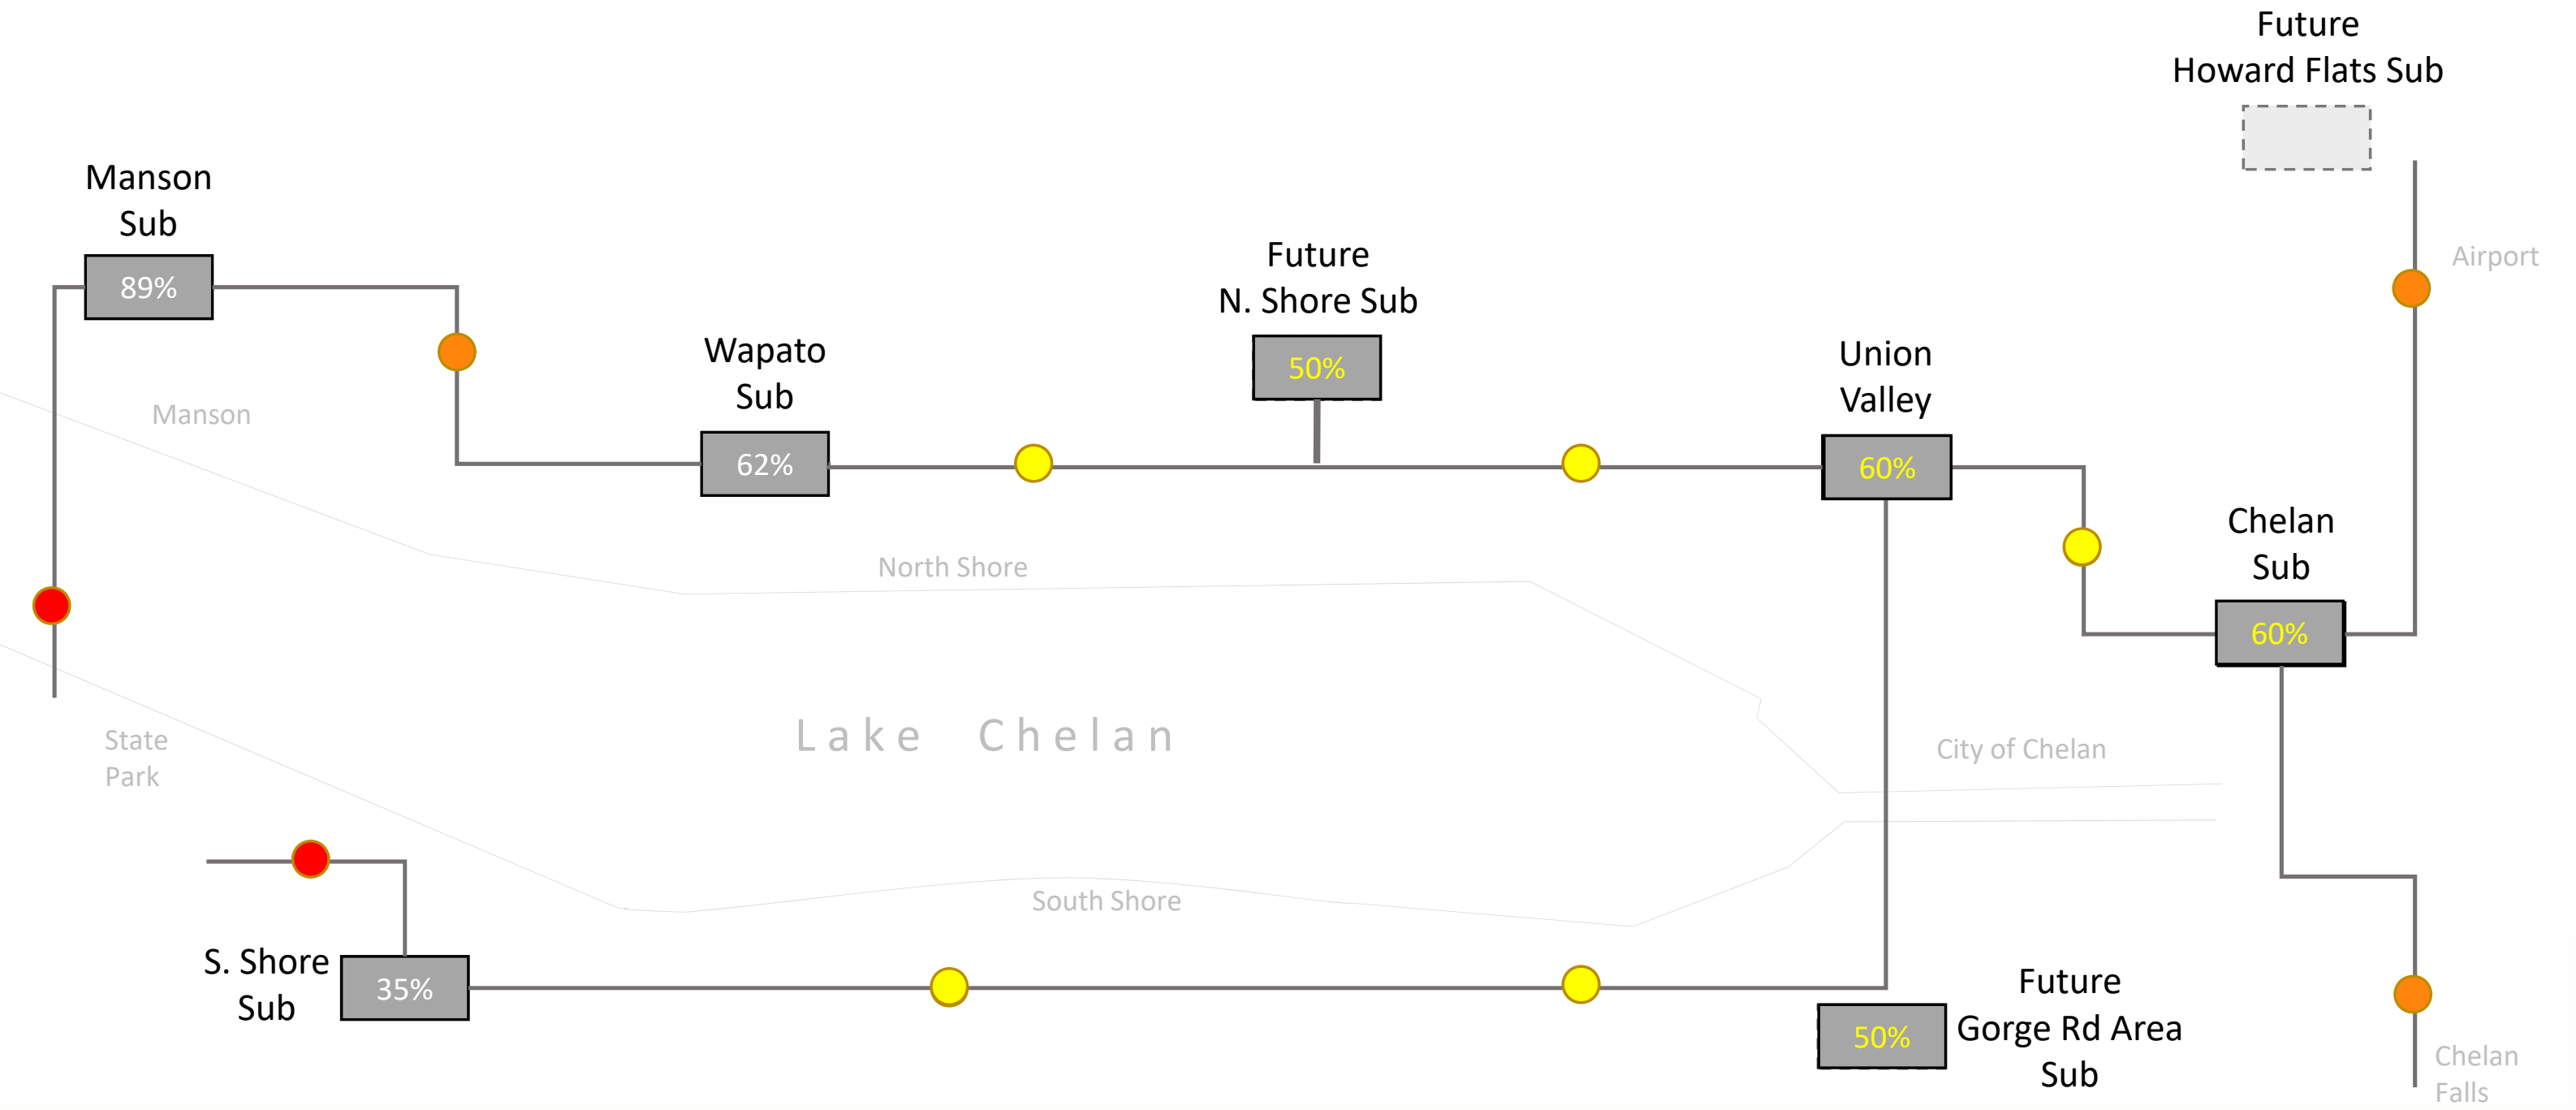 Future
Howard Flats Sub
Manson
Sub
89%
Airport
Future
N. Shore Sub
50%
Wapato
Sub
62%
Union
Valley
60%
Manson
Chelan
Sub
60%
North Shore
Lake Chelan
State
Park
City of Chelan
South Shore
S. Shore
Sub
35%
Future
Gorge Rd Area
Sub
50%
Chelan
Falls